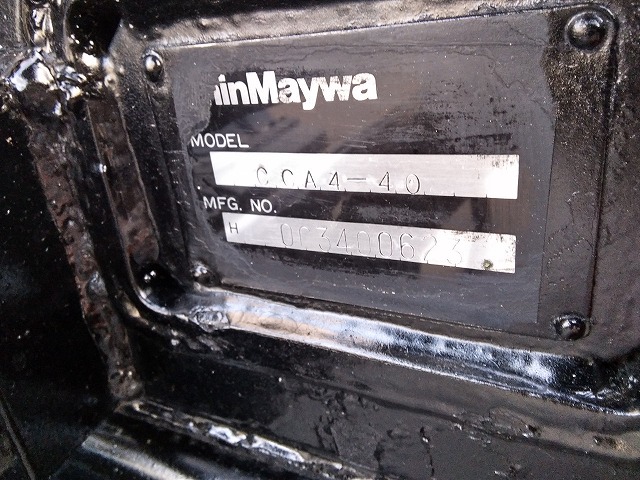 inMaywa
MODEL
CCA4-40
MFG. NO.
H 0C3400623